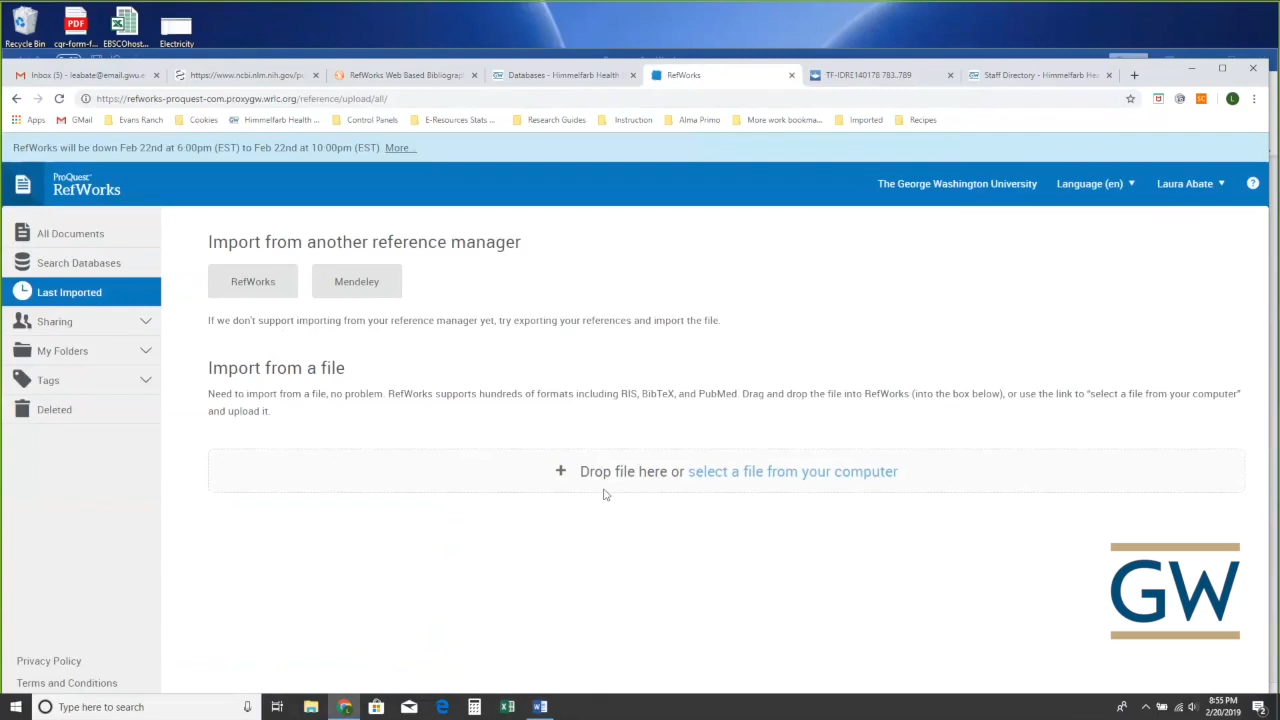 Recycle Bin
PDF
cqr-form-f...
EBSCOhost...
Electricity
Inbox (5) - leabate@email.gwu.e
https://www.ncbi.nlm.nih.gov/pu
RefWorks Web Based Bibliograp
Databases - Himmelfarb Health
RefWorks
TF-IDRE140178 783..789
Staff Directory - Himmelfarb He
https://refworks-proquest-com.proxygw.wrlc.org/reference/upload/all/
L
Apps
GMail
Evans Ranch
Cookies
Himmelfarb Health ...
Control Panels
E-Resources Stats ...
Research Guides
Instruction
Alma Primo
More work bookma...
Imported
Recipes
RefWorks will be down Feb 22nd at 6:00pm (EST) to Feb 22nd at 10:00pm (EST) More...
ProQuest
RefWorks
The George Washington University
Language (en)
Laura Abate
?
All Documents
Search Databases
Last Imported
Sharing
My Folders
Tags
Deleted
Import from another reference manager
RefWorks
Mendeley
If we don't support importing from your reference manager yet, try exporting your references and import the file.
Import from a file
Need to import from a file, no problem. RefWorks supports hundreds of formats including RIS, BibTeX, and PubMed. Drag and drop the file into RefWorks (into the box below), or use the link to "select a file from your computer"
and upload it.
+ Drop file here or select a file from your computer
GW
Privacy Policy
Terms and Conditions
Type here to search
8:55 PM
2/20/2019